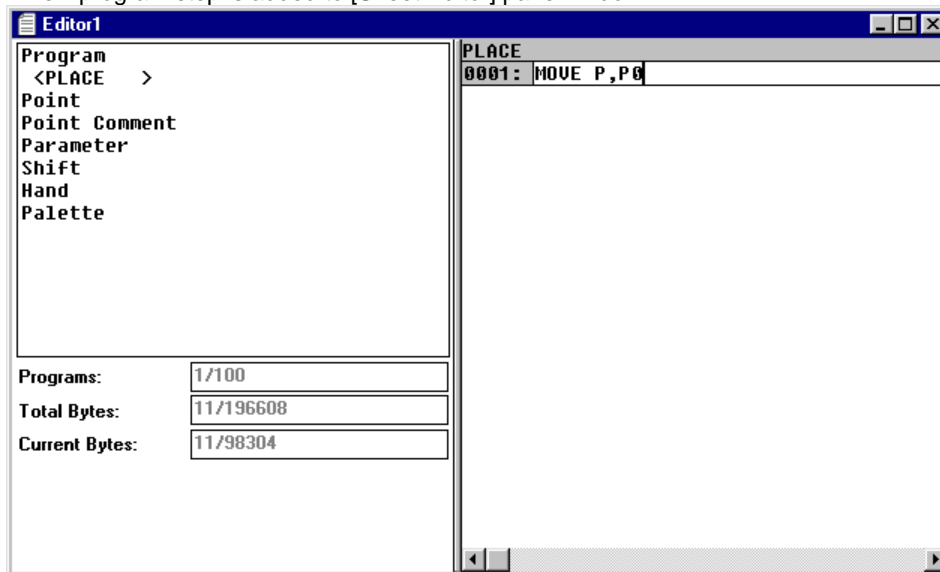 Editor1
Program
<PLACE   >
Point
Point Comment
Parameter
Shift
Hand
Palette
Programs: 1/100
Total Bytes: 11/196608
Current Bytes: 11/98304
PLACE
0001: MOVE P,P0